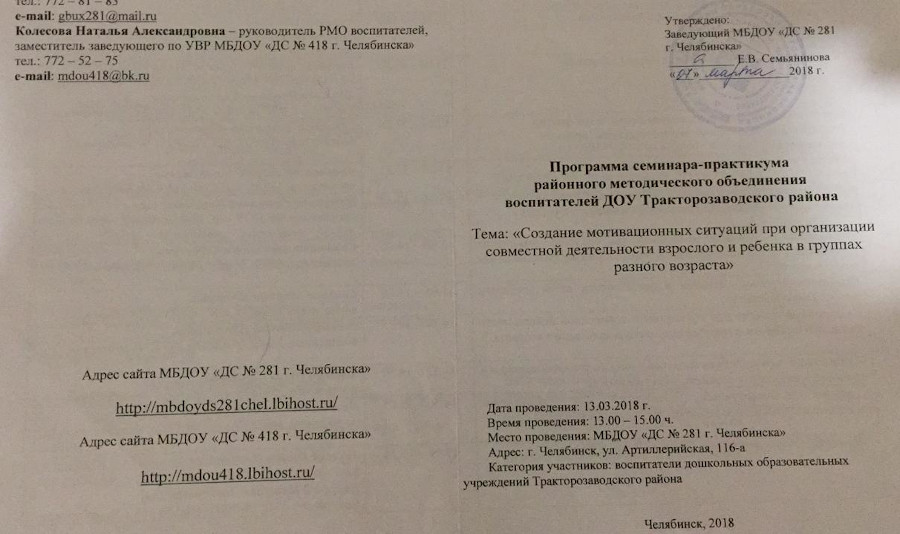 тел.: 772 – 81 – 83
e-mail: gbux281@mail.ru
Колесова Наталья Александровна – руководитель РМО воспитателей,
заместитель заведующего по УВР МБДОУ «ДС № 418 г. Челябинска»
тел.: 772 – 52 – 75
e-mail: mdou418@bk.ru
Адрес сайта МБДОУ «ДС № 281 г. Челябинска»
http://mbdoyds281chel.lbihost.ru/
Адрес сайта МБДОУ «ДС № 418 г. Челябинска»
http://mdou418.lbihost.ru/
Утверждено:
Заведующий МБДОУ «ДС № 281
г. Челябинска»
Е.В. Семьянинова
«01» марта 2018 г.
Программа семинара-практикума
районного методического объединения
воспитателей ДОУ Тракторозаводского района
Тема: «Создание мотивационных ситуаций при организации
совместной деятельности взрослого и ребенка в группах
разного возраста»
Дата проведения: 13.03.2018 г.
Время проведения: 13.00 – 15.00 ч.
Место проведения: МБДОУ «ДС № 281 г. Челябинска»
Адрес: г. Челябинск, ул. Артиллерийская, 116-а
Категория участников: воспитатели дошкольных образовательных
учреждений Тракторозаводского района
Челябинск, 2018